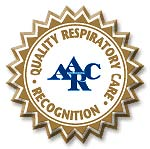 QUALITY RESPIRATORY CARE
AARC
RECOGNITION